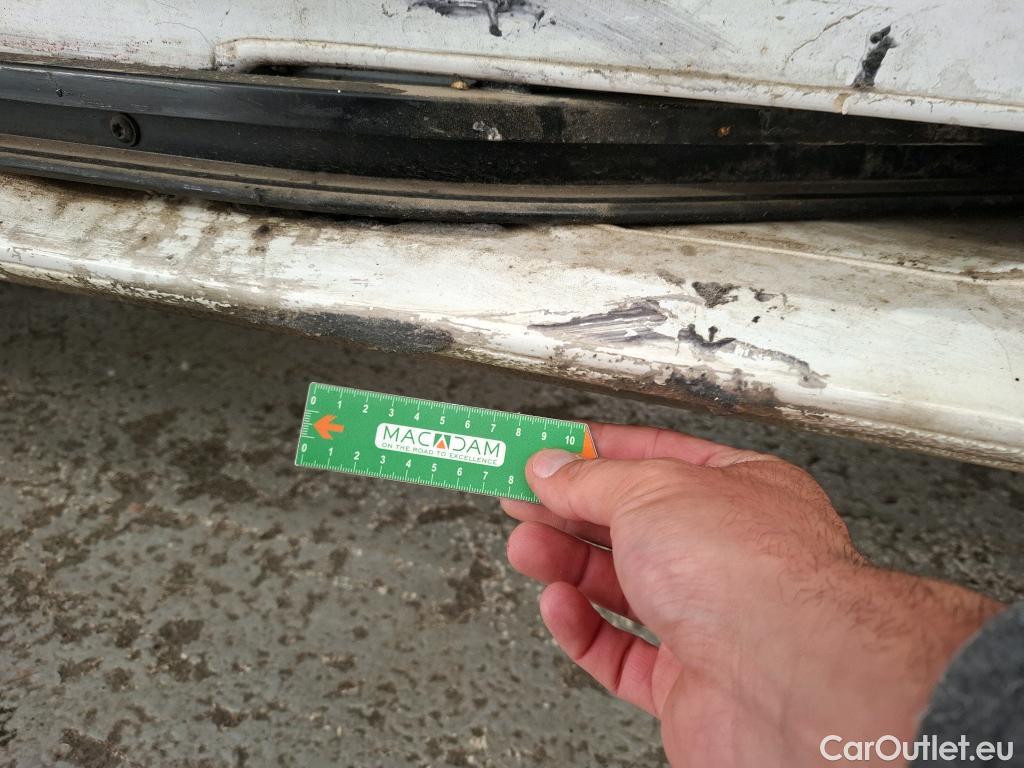 0 1 2 3 4 5 6 7 8 9 10
MACADAM
ON THE ROAD TO EXCELLENCE
0 1 2 3 4 5 6 7 8
CarOutlet.eu